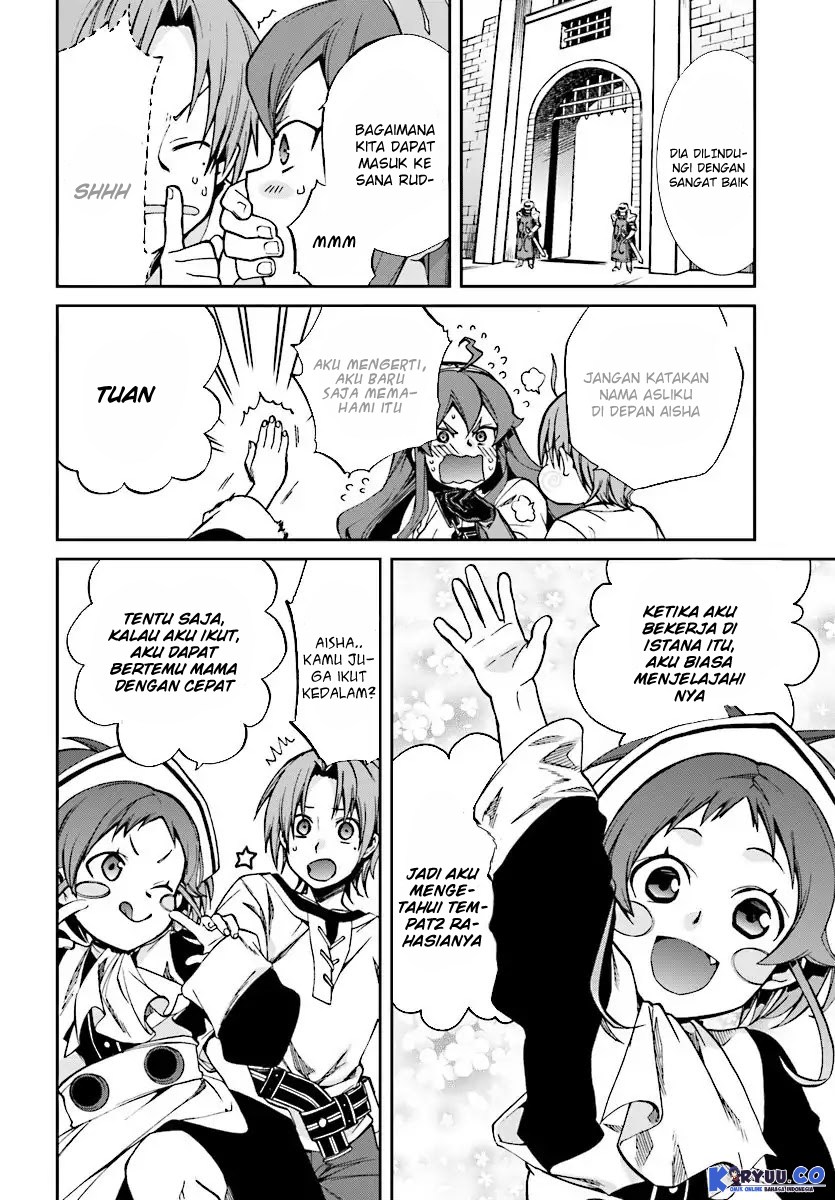 DIA DILINDU-
NGI DENGAN
SANGAT BAIK
BAGAIMANA
KITA DAPAT
MASUK KE
SANA RUD-
MMM
SHHH
JANGAN KATAKAN
NAMA ASLIKU
DI DEPAN AISHA
AKU MENGERTI,
AKU BARU
SAJA MEMA-
HAMI ITU
TUAN
KETIKA AKU
BEKERJA DI
ISTANA ITU,
AKU BIASA
MENJELAJAHI
NYA
JADI AKU
MENGE-
TAHUI TEM-
PAT2 RA-
HASIANYA
AISHA..
KAMU JU-
GA IKUT
KEDALAM?
TENTU SAJA,
KALAU AKU IKUT,
AKU DAPAT
BERTEMU MAMA
DENGAN CEPAT
KIRYUU.CO
BAHASA INDONESIA